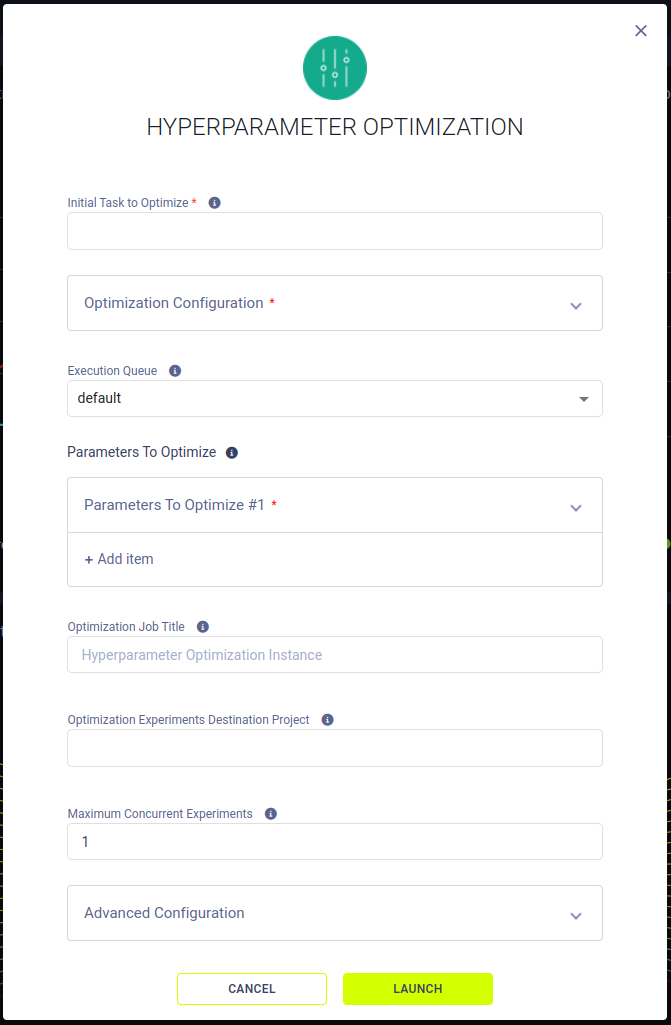 HYPERPARAMETER OPTIMIZATION
Initial Task to Optimize *
Optimization Configuration *
Execution Queue
default
Parameters To Optimize
Parameters To Optimize #1 *
+ Add item
Optimization Job Title
Hyperparameter Optimization Instance
Optimization Experiments Destination Project
Maximum Concurrent Experiments
1
Advanced Configuration
CANCEL LAUNCH